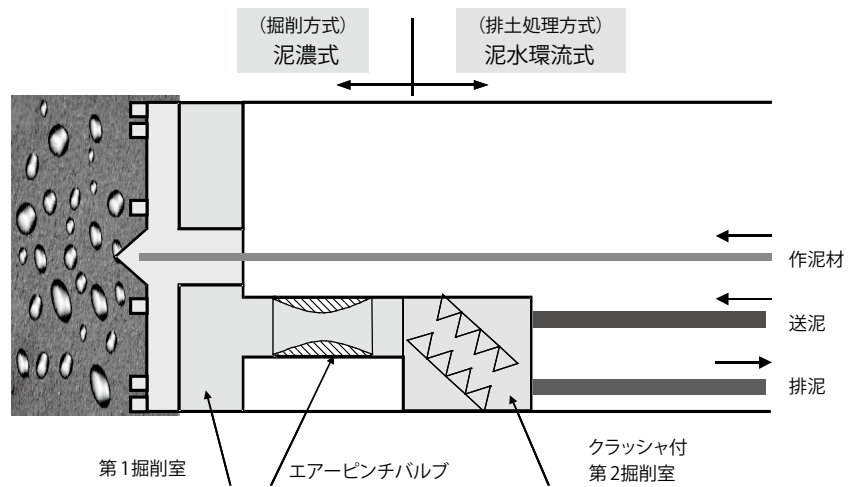 （掘削方式）
泥濃式
（排土処理方式）
泥水環流式
作泥材
送泥
排泥
第1掘削室
エアーピンチバルブ
クラッシャ付
第2掘削室